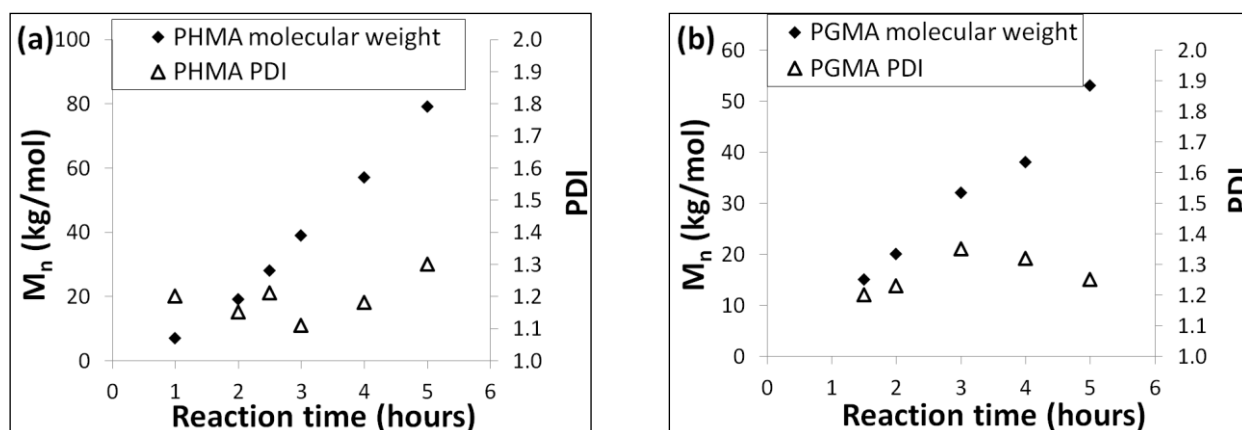 (a)
PHMA molecular weight
PHMA PDI
100
80
60
40
20
0
2.0
1.9
1.8
1.7
1.6
1.5
1.4
1.3
1.2
1.1
1.0
0 1 2 3 4 5 6
Mn (kg/mol)
PDI
Reaction time (hours)
(b)
PGMA molecular weight
PGMA PDI
60
50
40
30
20
10
0
2.0
1.9
1.8
1.7
1.6
1.5
1.4
1.3
1.2
1.1
1.0
0 1 2 3 4 5 6
Mn (kg/mol)
PDI
Reaction time (hours)